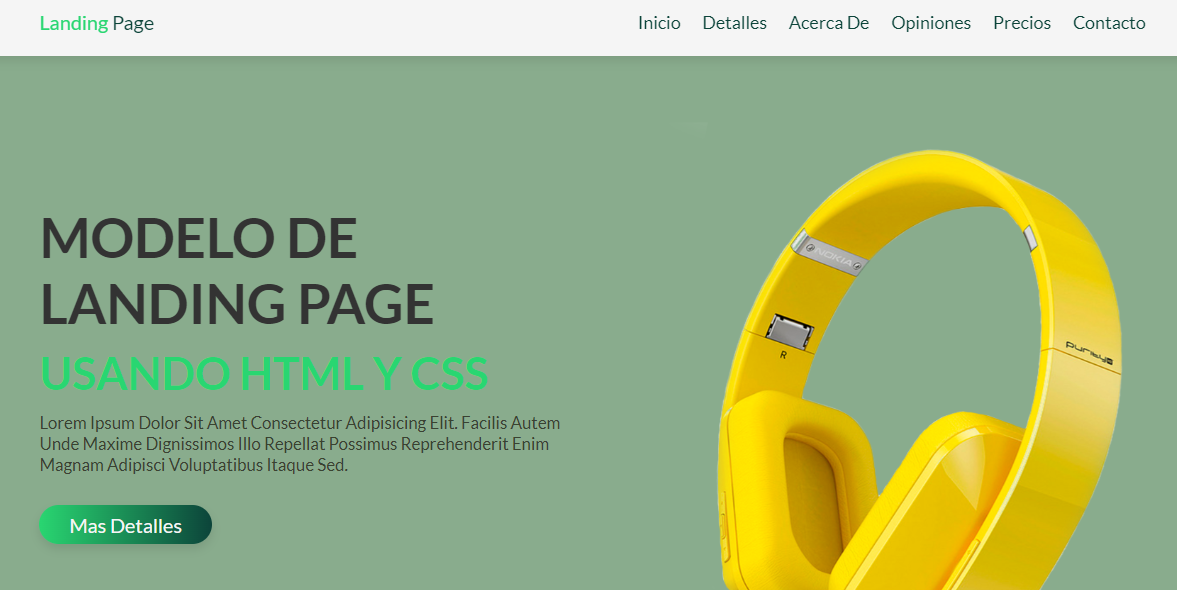 Landing Page
Inicio Detalles Acerca De Opiniones Precios Contacto
MODELO DE
LANDING PAGE
USANDO HTML Y CSS
Lorem Ipsum Dolor Sit Amet Consectetur Adipisicing Elit. Facilis Autem
Unde Maxime Dignissimos Illo Repellat Possimus Reprehenderit Enim
Magnam Adipisci Voluptatibus Itaque Sed.
Mas Detalles
NOKIA
R
purity